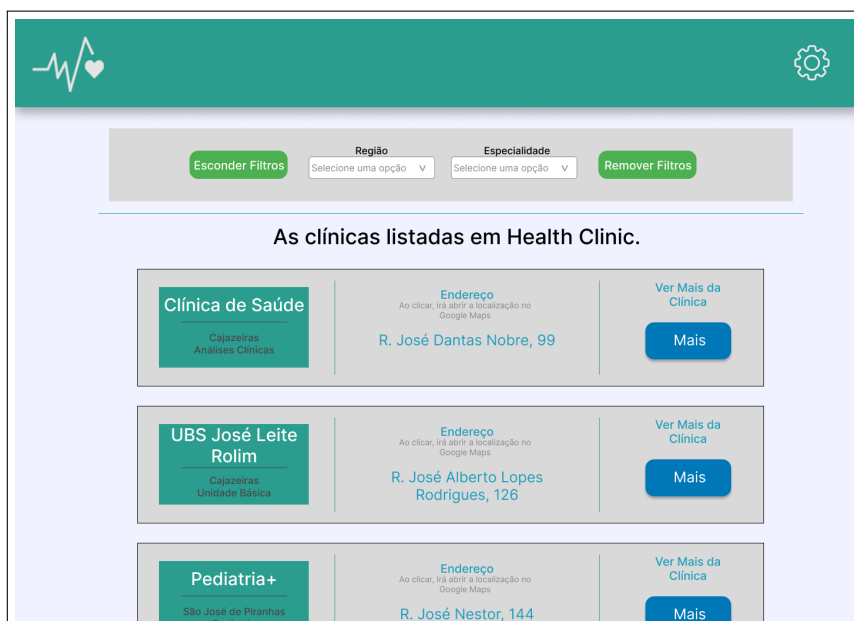 Esconder Filtros
Região
Selecione uma opção
Especialidade
Selecione uma opção
Remover Filtros
As clínicas listadas em Health Clinic.
Clínica de Saúde
Cajazeiras
Análises Clínicas
Endereço
Ao clicar, irá abrir a localização no
Google Maps
R. José Dantas Nobre, 99
Ver Mais da
Clínica
Mais
UBS José Leite
Rolim
Cajazeiras
Unidade Básica
Endereço
Ao clicar, irá abrir a localização no
Google Maps
R. José Alberto Lopes
Rodrigues, 126
Ver Mais da
Clínica
Mais
Pediatria+
São José de Piranhas
Endereço
Ao clicar, irá abrir a localização no
Google Maps
R. José Nestor, 144
Ver Mais da
Clínica
Mais